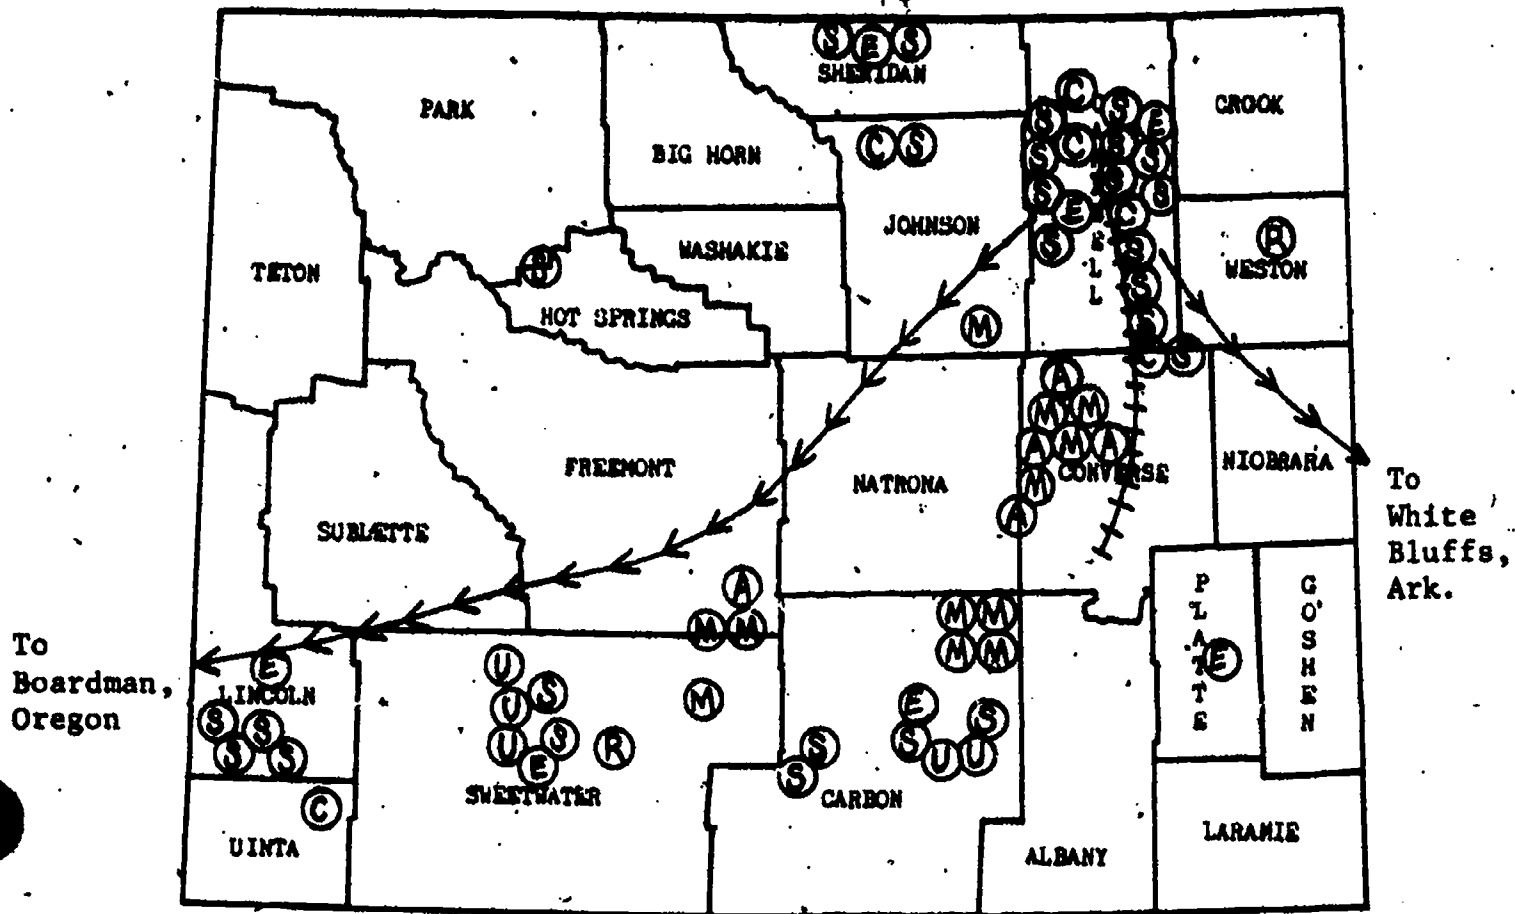 S E S
SHERIDAN
PARK
CROOK
BIG HORN
C S
C S E
S C S S
S S G
S E C
S S
S
S
C S
CAMPBELL
JOHNSON
WASHAKIE
R
WESTON
TETON
HOT SPRINGS
M
A
M M
A M A
CONVERSE
M
A
FREEMONT
NATRONA
NIOBRARA
SUBLETTE
To
White
Bluffs,
Ark.
A
M M
M M
M M
PLATTE
E
GOSHEN
To
Boardman,
Oregon
E
LINCOLN
S S
S S
U
U S
U S R
E
M
SWEETWATER
E S
S U U
S
S
CARBON
C
UINTA
ALBANY
LARAMIE